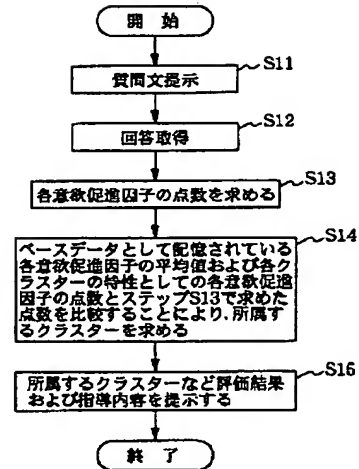 開 始
S11
質問文提示
S12
回答取得
S13
各意欲促進因子の点数を求める
S14
ベースデータとして記憶されている
各意欲促進因子の平均値および各ク
ラスターの特性としての各意欲促進
因子の点数とステップS13で求めた
点数を比較することにより、所属す
るクラスターを求める
S15
所属するクラスターなど評価結果
および指導内容を提示する
終 了